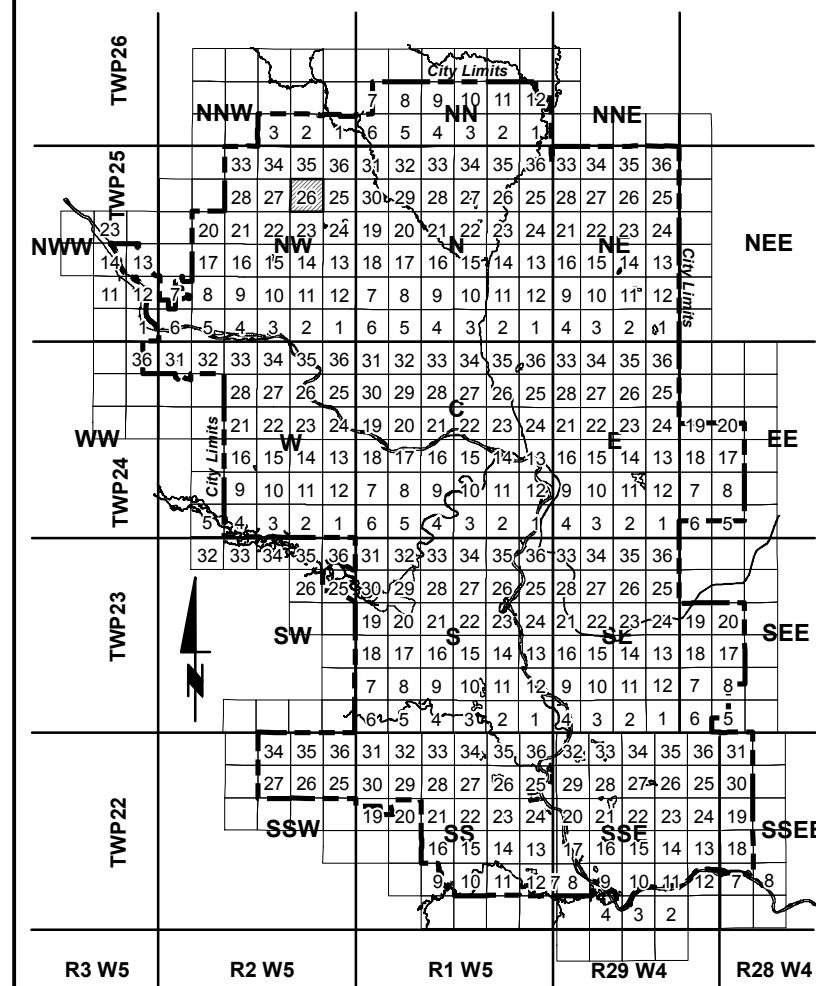 TWP26
City Limits
7 8 9 10 11 12
NNW NN NNE
3 2 1 6 5 4 3 2 1
TWP25
33 34 35 36 31 32 33 34 35 36 33 34 35 36
28 27 26 25 30 29 28 27 26 25 28 27 26 25
23 20 21 22 23 24 19 20 21 22 23 24 21 22 23 24
NWW NW N NE NEE
14 13 17 16 15 14 13 18 17 16 15 14 13 16 15 14 13
City Limits
11 12 7 8 9 10 11 12 7 8 9 10 11 12 9 10 11 12
1 6 5 4 3 2 1 6 5 4 3 2 1 4 3 2 1
36 31 32 33 34 35 36 31 32 33 34 35 36 33 34 35 36
28 27 26 25 30 29 28 27 26 25 28 27 26 25
C
21 22 23 24 19 20 21 22 23 24 21 22 23 24 19 20
WW W E EE
City Limits
16 15 14 13 18 17 16 15 14 13 16 15 14 13 18 17
TWP24
9 10 11 12 7 8 9 10 11 12 9 10 11 12 7 8
5 4 3 2 1 6 5 4 3 2 1 4 3 2 1 6 5
32 33 34 35 36 31 32 33 34 35 36 33 34 35 36
26 25 30 29 28 27 26 25 28 27 26 25
TWP23
19 20 21 22 23 24 21 22 23 24 19 20
SW S SE SEE
18 17 16 15 14 13 16 15 14 13 18 17
7 8 9 10 11 12 9 10 11 12 7 8
N
6 5 4 3 2 1 4 3 2 1 6 5
34 35 36 31 32 33 34 35 36 32 33 34 35 36 31
27 26 25 30 29 28 27 26 25 29 28 27 26 25 30
TWP22
19 20 21 22 23 24 20 21 22 23 24 19
SSW SS SSE SSEE
16 15 14 13 17 16 15 14 13 18
9 10 11 12 7 8 9 10 11 12 7 8
4 3 2
R3 W5 R2 W5 R1 W5 R29 W4 R28 W4